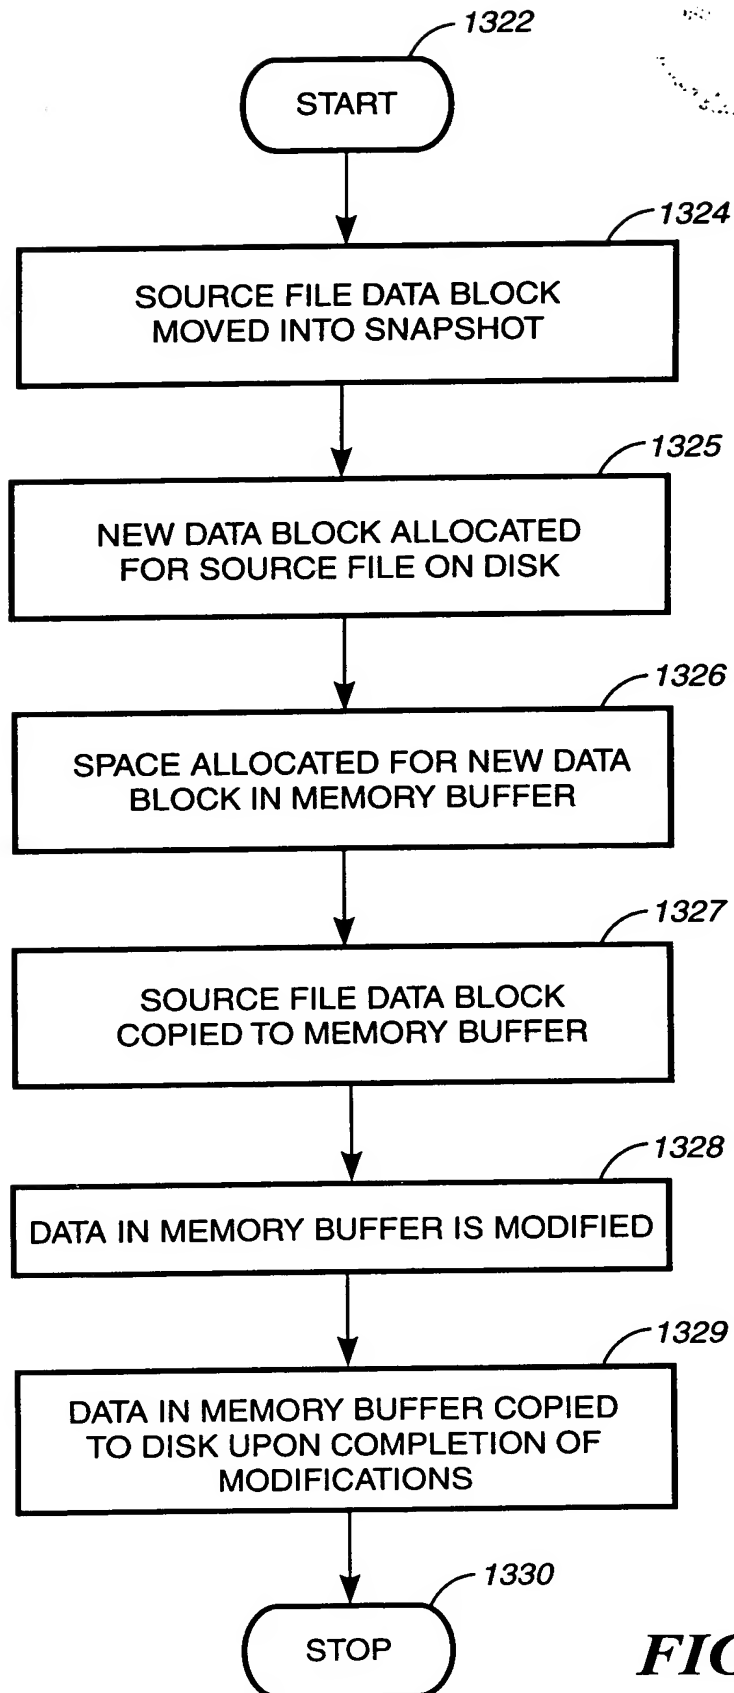 1322
START
1324
SOURCE FILE DATA BLOCK
MOVED INTO SNAPSHOT
1325
NEW DATA BLOCK ALLOCATED
FOR SOURCE FILE ON DISK
1326
SPACE ALLOCATED FOR NEW DATA
BLOCK IN MEMORY BUFFER
1327
SOURCE FILE DATA BLOCK
COPIED TO MEMORY BUFFER
1328
DATA IN MEMORY BUFFER IS MODIFIED
1329
DATA IN MEMORY BUFFER COPIED
TO DISK UPON COMPLETION OF
MODIFICATIONS
1330
STOP